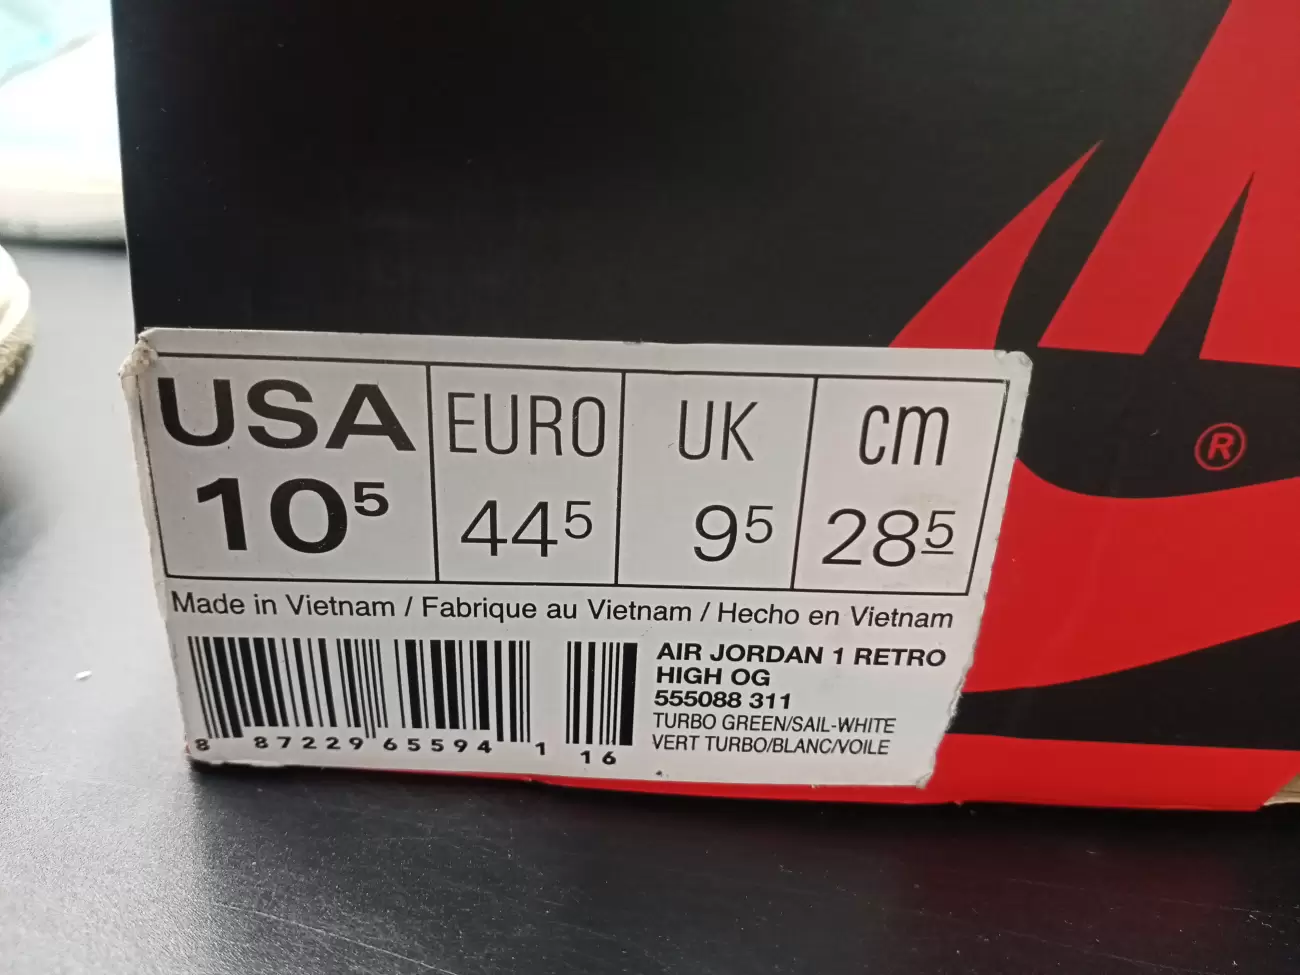 USA EURO UK cm
10⁵ 44⁵ 9⁵ 28⁵
Made in Vietnam / Fabrique au Vietnam / Hecho en Vietnam
AIR JORDAN 1 RETRO
HIGH OG
555088 311
TURBO GREEN/SAIL-WHITE
VERT TURBO/BLANC/VOILE
8 87229 65594 1 16
®